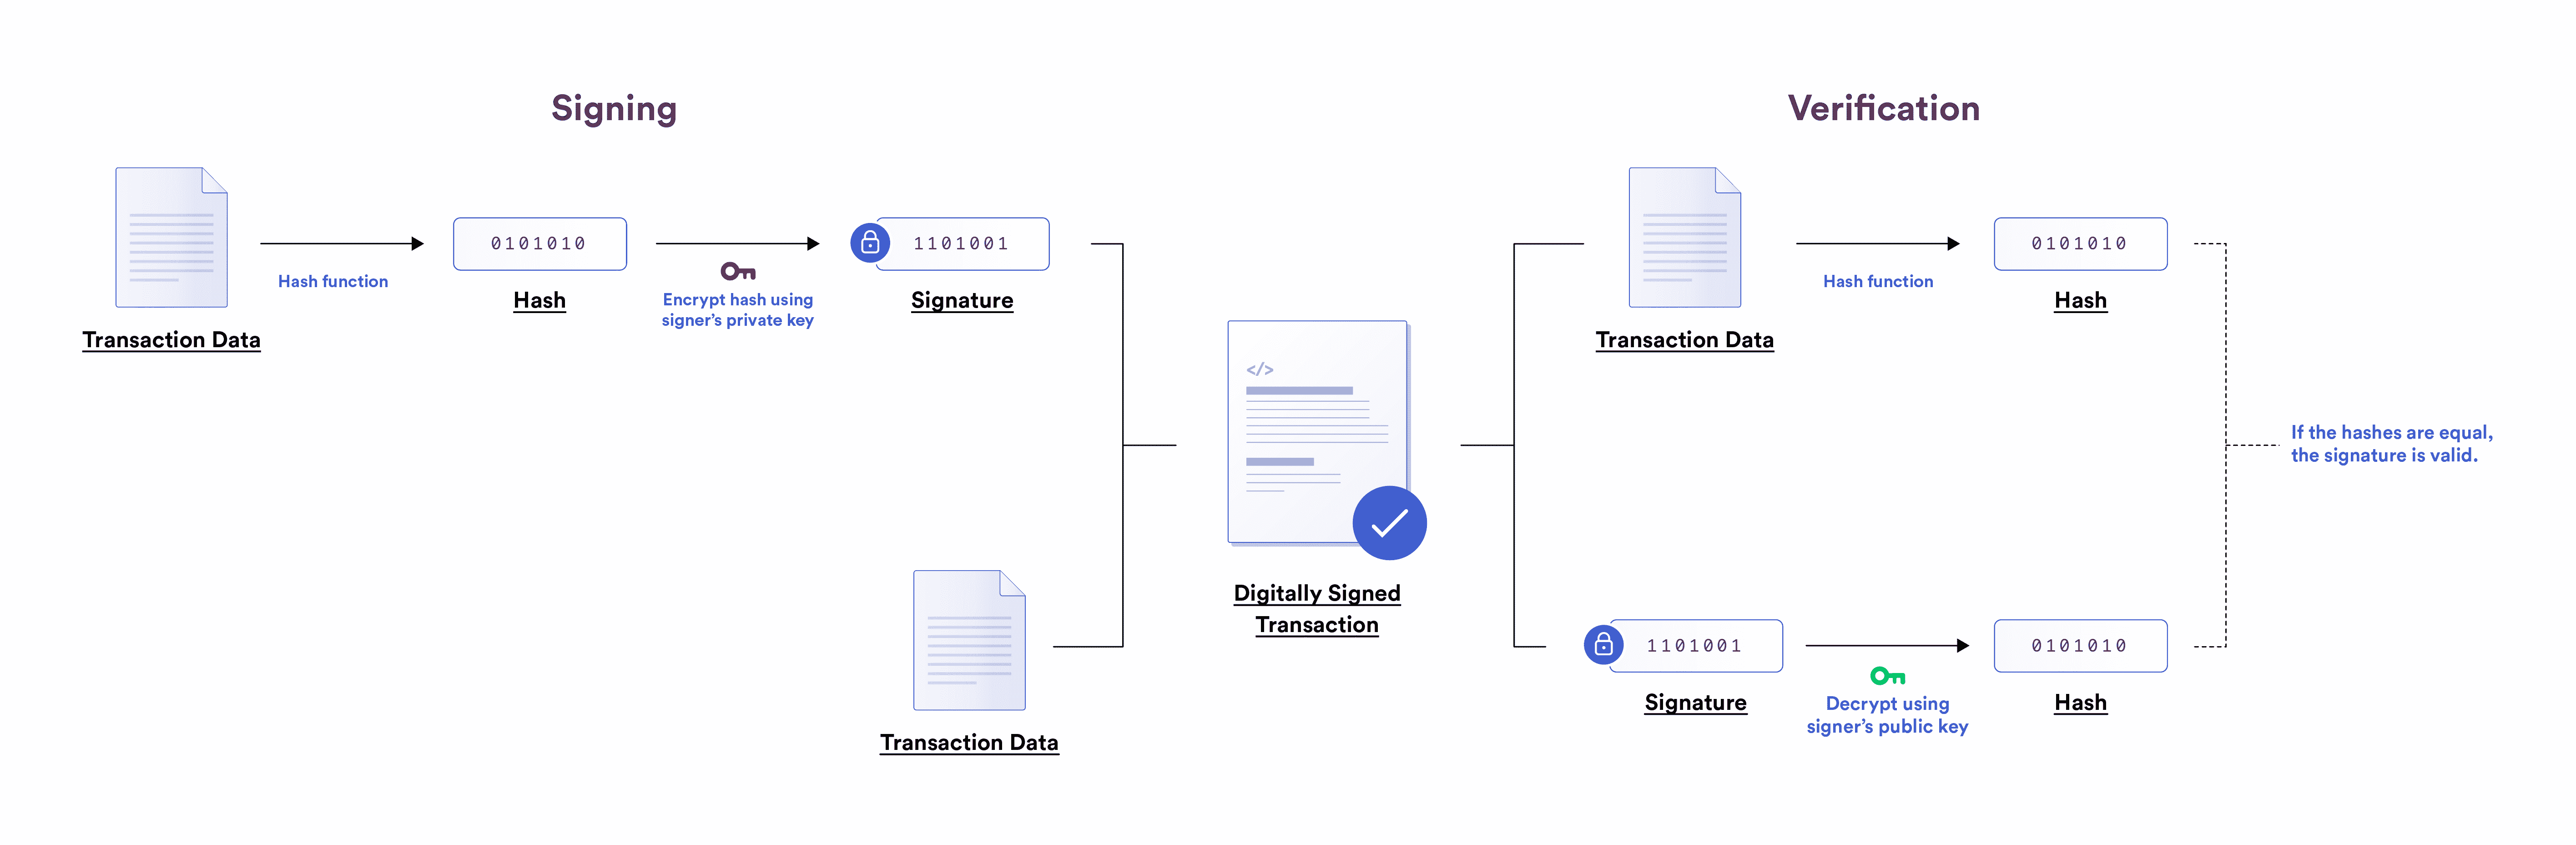 Signing
Transaction Data
Hash function
0101010
Hash
Encrypt hash using
signer's private key
1101001
Signature
Transaction Data
</>
Digitally Signed
Transaction
Verification
Transaction Data
Hash function
0101010
Hash
1101001
Signature
Decrypt using
signer's public key
0101010
Hash
If the hashes are equal,
the signature is valid.